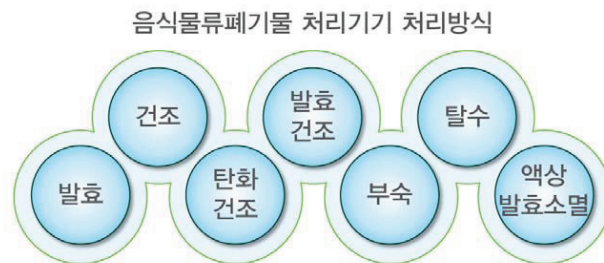 음식물류폐기물 처리기기 처리방식
발효
건조
탄화
건조
발효
건조
부숙
탈수
액상
발효소멸